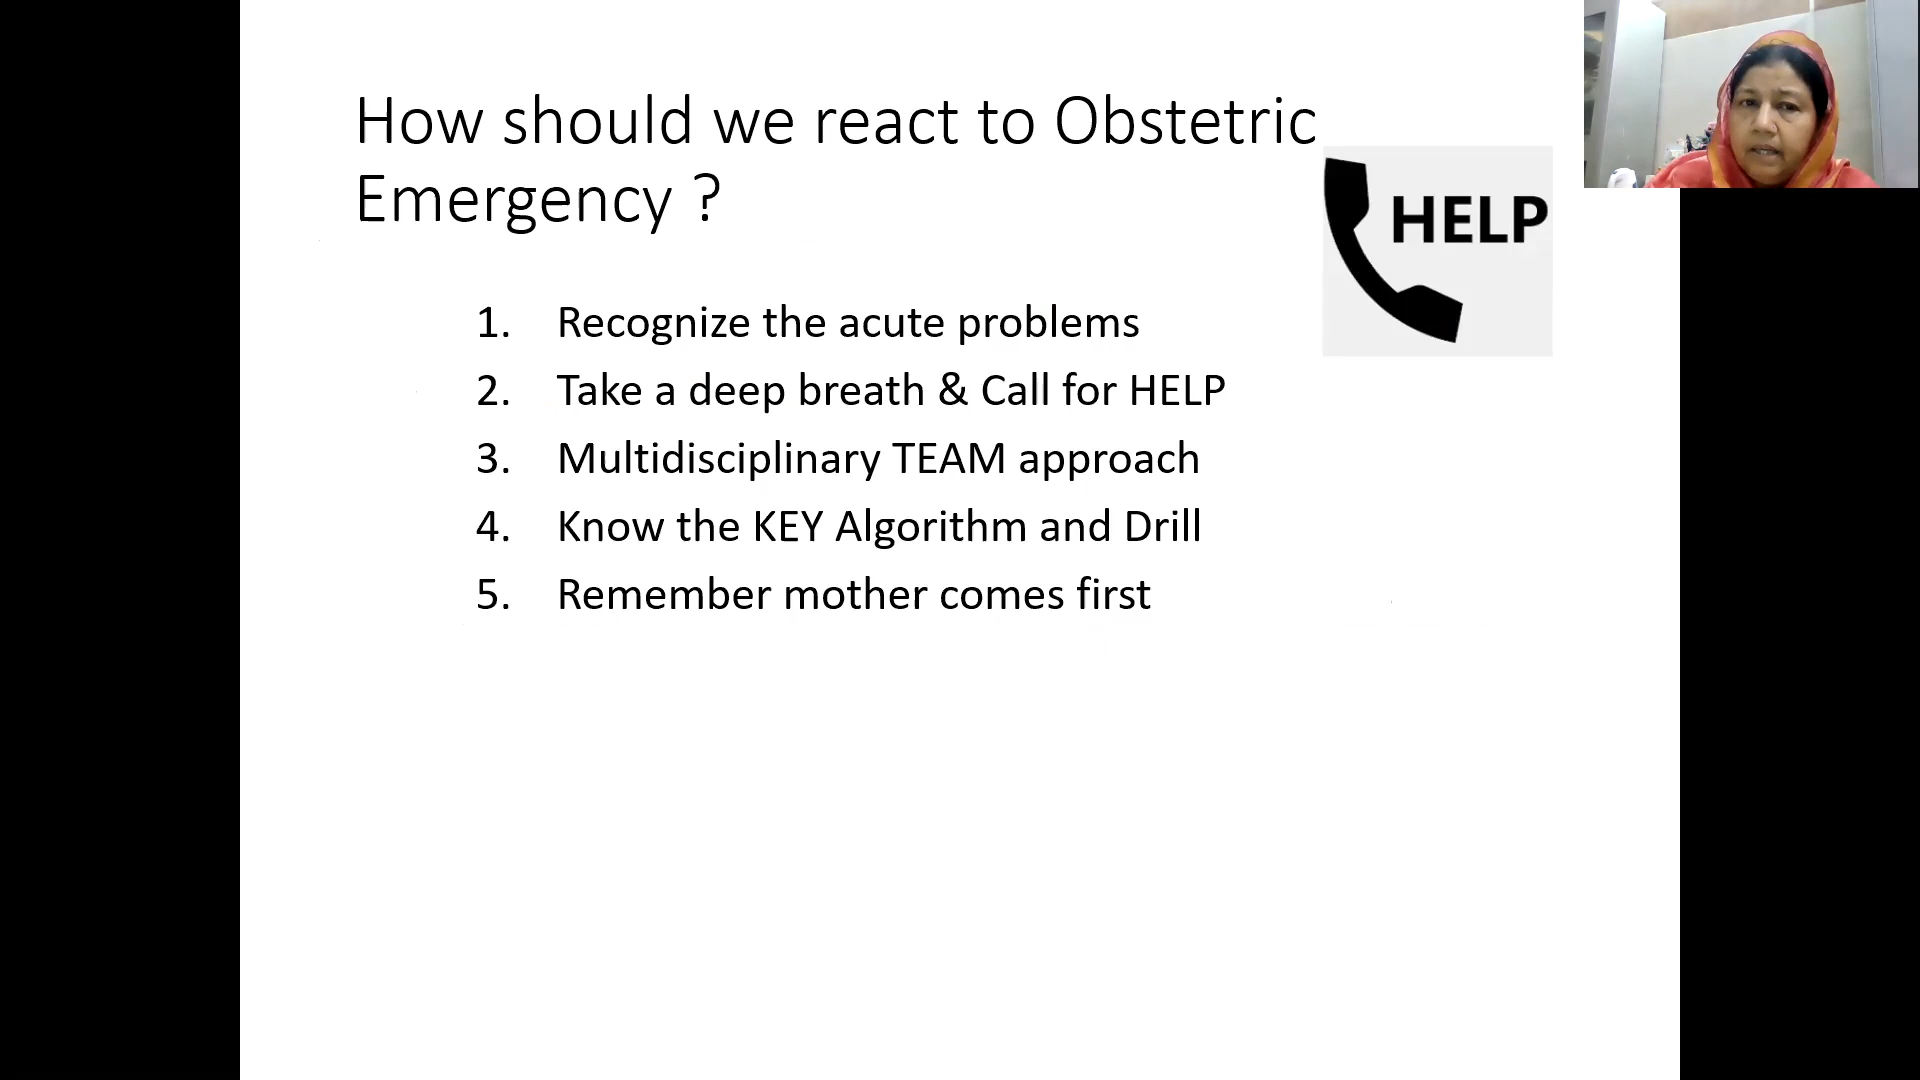 How should we react to Obstetric
Emergency ?
HELP
1. Recognize the acute problems
2. Take a deep breath & Call for HELP
3. Multidisciplinary TEAM approach
4. Know the KEY Algorithm and Drill
5. Remember mother comes first